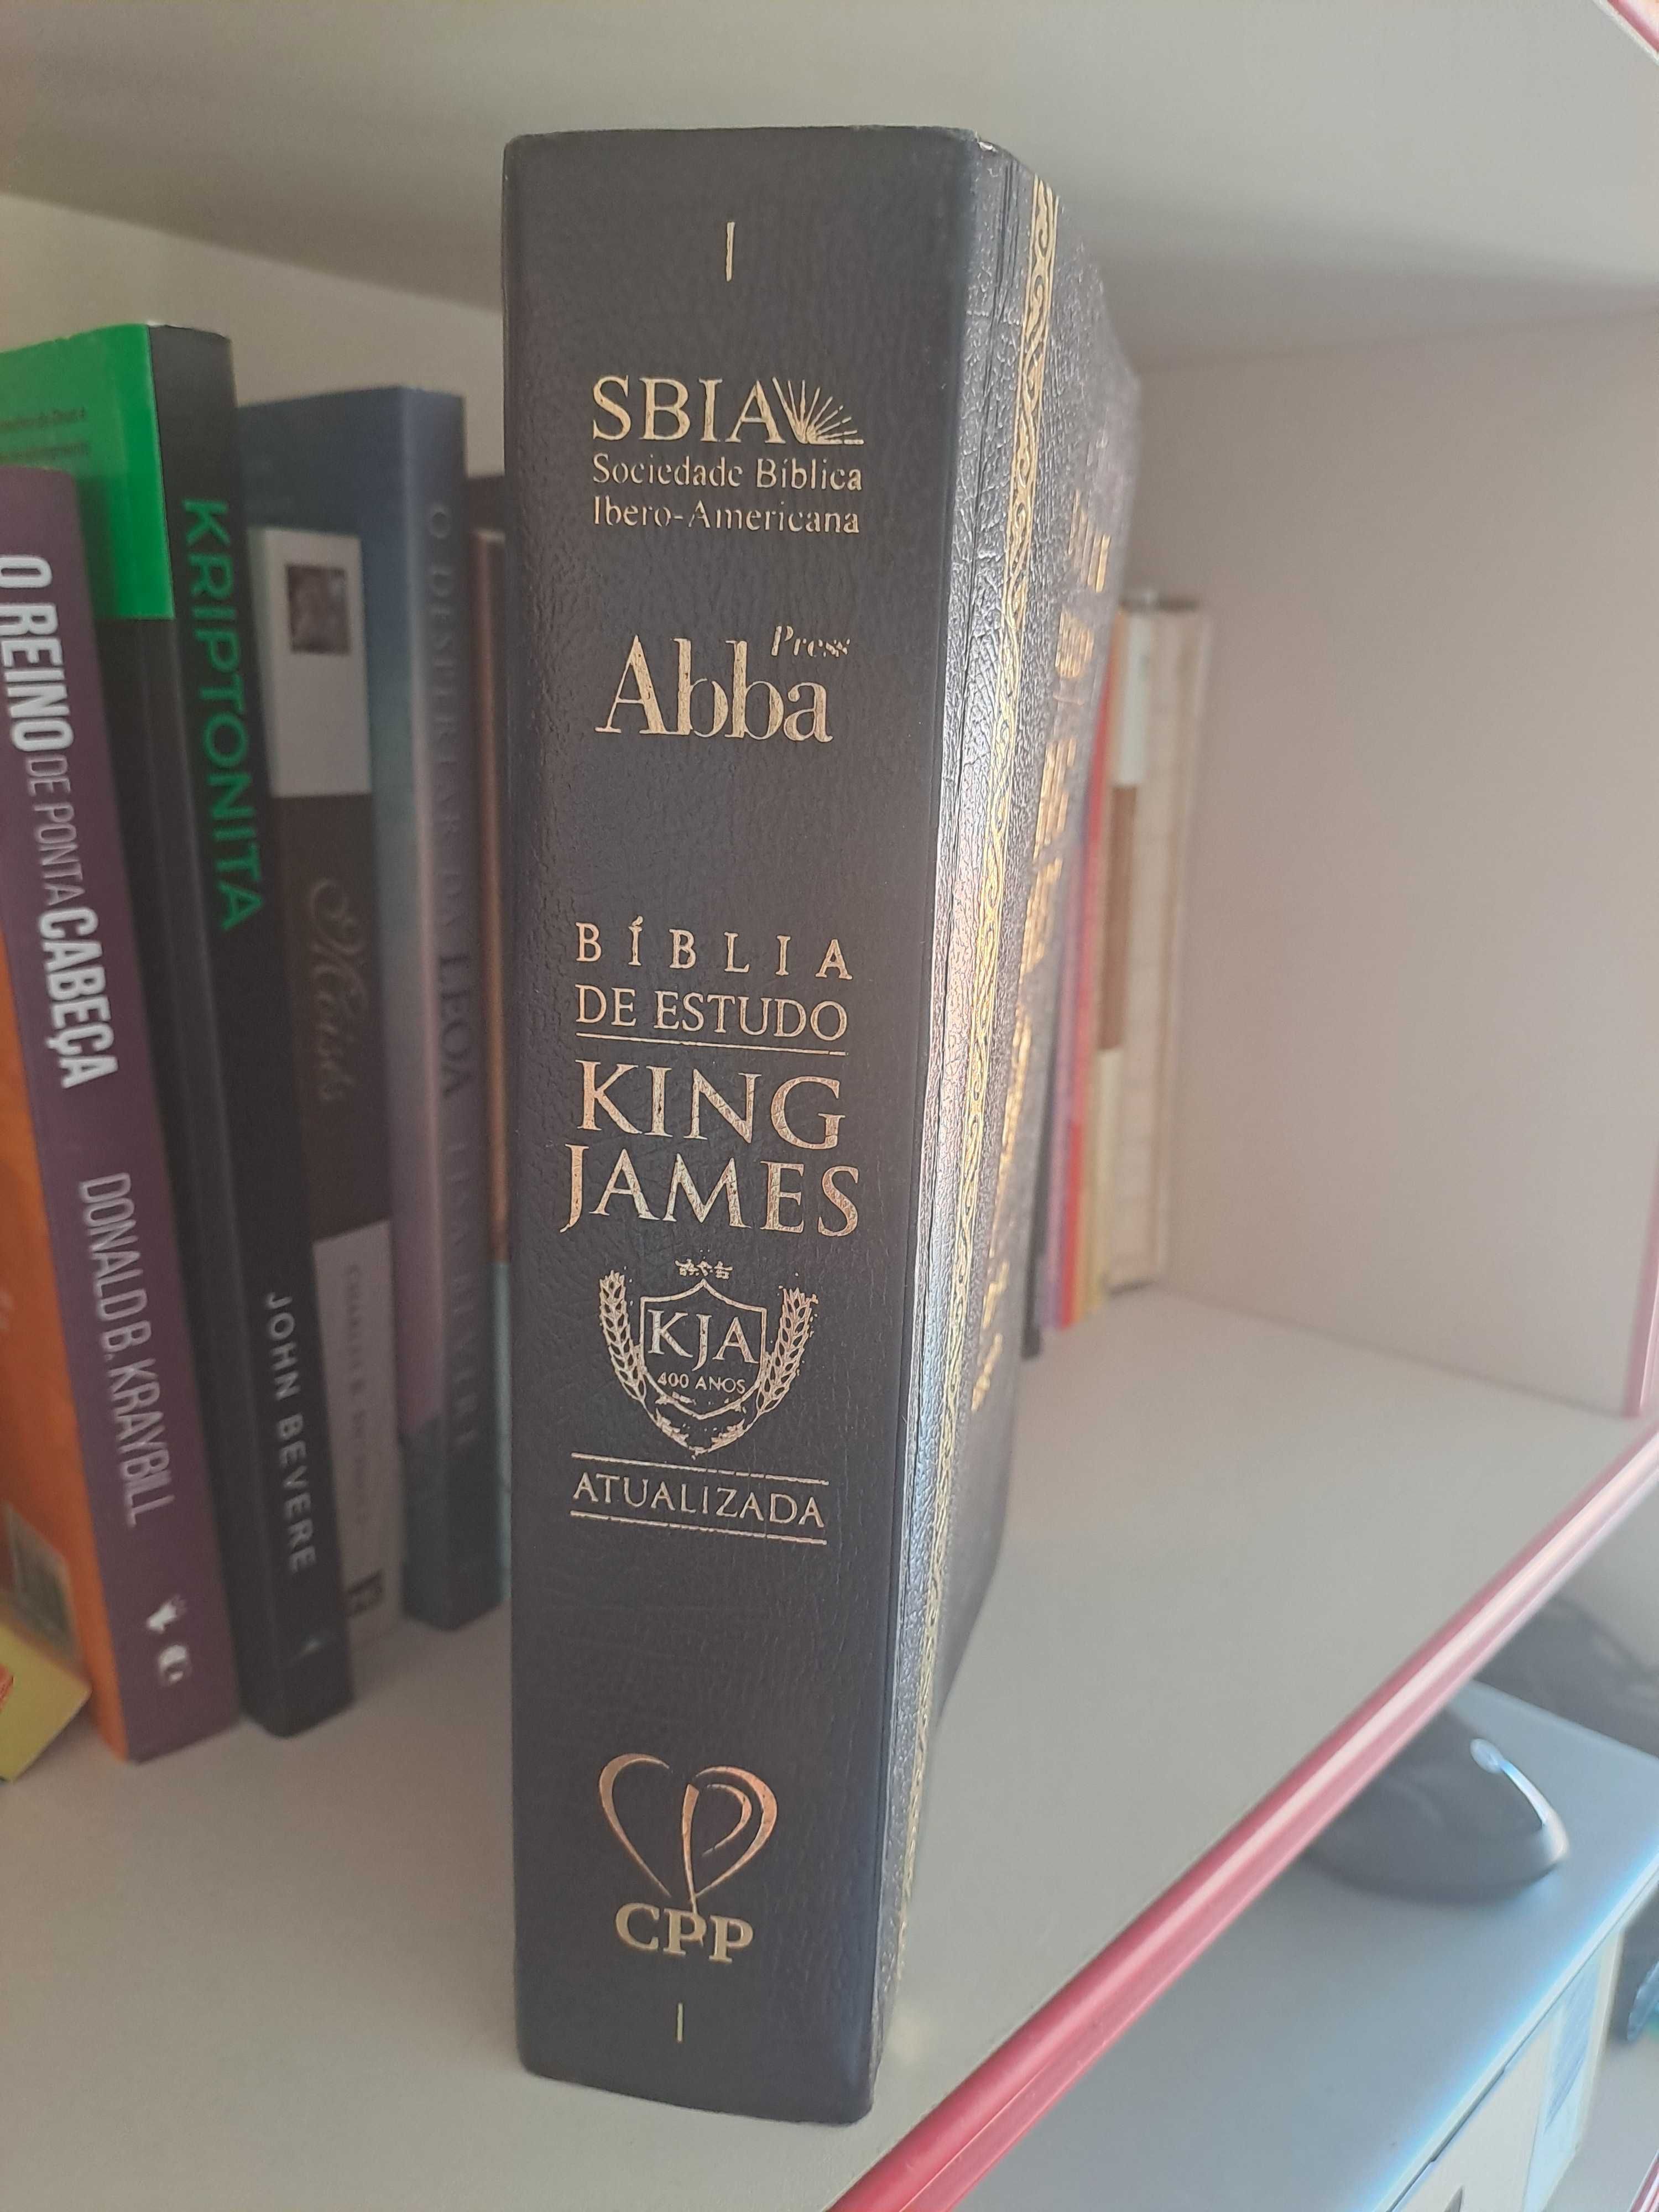 SBIA
Sociedade Bíblica
Ibero-Americana
Press
Abba
BÍBLIA
DE ESTUDO
KING
JAMES
KJA
400 ANOS
ATUALIZADA
CPP
O REINO DE PONTA CABEÇA
DONALD B. KRAYBILL
KRIPTONITA
JOHN BEVERE
Moisés
O DESPERTAR DA LEOA